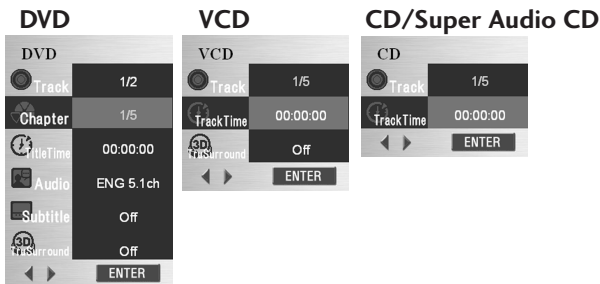 DVD
DVD
Track 1/2
Chapter 1/5
TitleTime 00:00:00
Audio ENG 5.1ch
Subtitle Off
3D
TruSurround Off
ENTER
VCD
VCD
Track 1/5
TrackTime 00:00:00
3D
TruSurround Off
ENTER
CD/Super Audio CD
CD
Track 1/5
TrackTime 00:00:00
ENTER